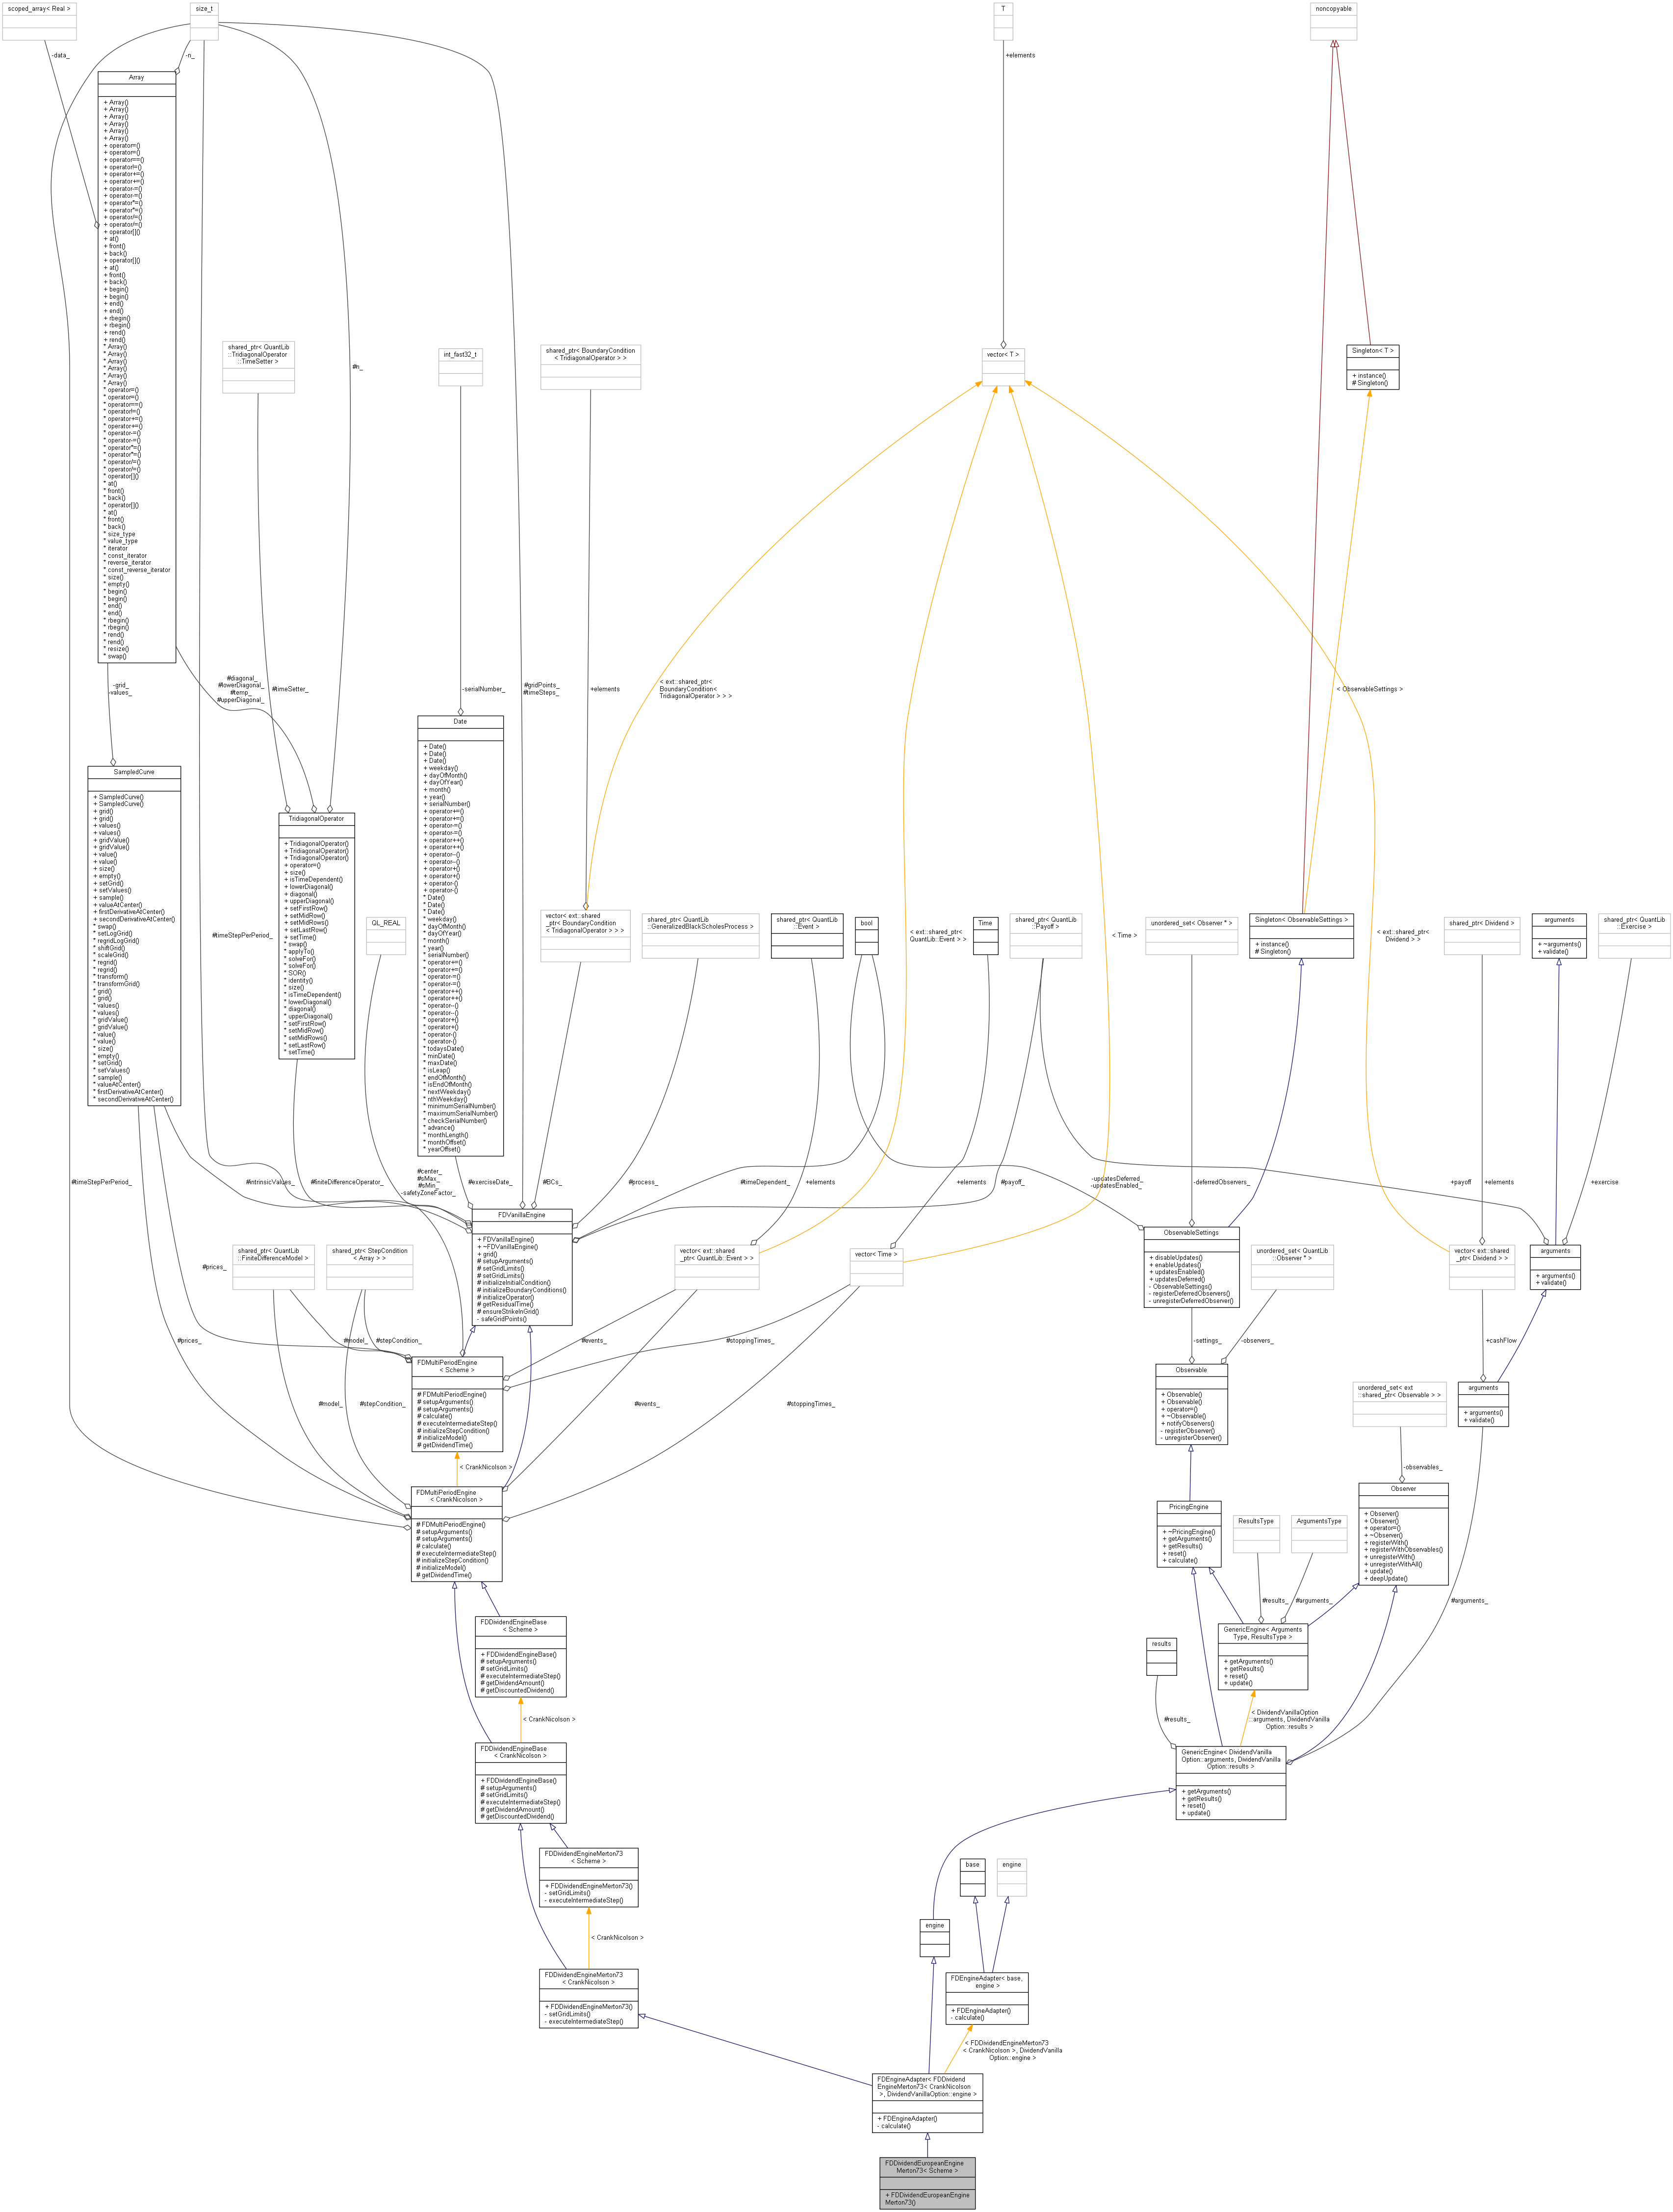 scoped_array< Real >
size_t
T
noncopyable
-data_
-n_
+elements
Array
+ Array()
+ Array()
+ Array()
+ Array()
+ Array()
+ Array()
+ operator=()
+ operator=()
+ operator==()
+ operator!=()
+ operator+=()
+ operator+=()
+ operator-=()
+ operator-=()
+ operator*=()
+ operator*=()
+ operator/=()
+ operator/=()
+ operator[]()
+ at()
+ front()
+ back()
+ operator[]()
+ at()
+ front()
+ back()
+ begin()
+ begin()
+ end()
+ end()
+ rbegin()
+ rbegin()
+ rend()
+ rend()
* Array()
* Array()
* Array()
* Array()
* Array()
* Array()
* operator=()
* operator=()
* operator==()
* operator!=()
* operator+=()
* operator+=()
* operator-=()
* operator-=()
* operator*=()
* operator*=()
* operator/=()
* operator/=()
* operator[]()
* at()
* front()
* back()
* operator[]()
* at()
* front()
* back()
* size_type
* value_type
* iterator
* const_iterator
* reverse_iterator
* const_reverse_iterator
* size()
* empty()
* begin()
* begin()
* end()
* end()
* rbegin()
* rbegin()
* rend()
* rend()
* resize()
* swap()
shared_ptr< QuantLib
::TridiagonalOperator
::TimeSetter >
#n_
int_fast32_t
shared_ptr< BoundaryCondition
< TridiagonalOperator > >
vector< T >
Singleton< T >
+ instance()
# Singleton()
-grid_
-values_
#diagonal_
#lowerDiagonal_
#temp_
#upperDiagonal_
#timeSetter_
-serialNumber_
#gridPoints_
#timeSteps_
+elements
< ext::shared_ptr<
BoundaryCondition<
TridiagonalOperator > > >
< ObservableSettings >
SampledCurve
+ SampledCurve()
+ SampledCurve()
+ grid()
+ grid()
+ values()
+ values()
+ gridValue()
+ gridValue()
+ value()
+ value()
+ size()
+ empty()
+ setGrid()
+ setValues()
+ sample()
+ valueAtCenter()
+ firstDerivativeAtCenter()
+ secondDerivativeAtCenter()
* swap()
* setLogGrid()
* regridLogGrid()
* shiftGrid()
* scaleGrid()
* regrid()
* regrid()
* transform()
* transformGrid()
* grid()
* grid()
* values()
* values()
* gridValue()
* gridValue()
* value()
* value()
* size()
* empty()
* setGrid()
* setValues()
* sample()
* valueAtCenter()
* firstDerivativeAtCenter()
* secondDerivativeAtCenter()
TridiagonalOperator
+ TridiagonalOperator()
+ TridiagonalOperator()
+ TridiagonalOperator()
+ operator=()
+ size()
+ isTimeDependent()
+ lowerDiagonal()
+ diagonal()
+ upperDiagonal()
+ setFirstRow()
+ setMidRow()
+ setMidRows()
+ setLastRow()
+ setTime()
* swap()
* applyTo()
* solveFor()
* solveFor()
* SOR()
* identity()
* size()
* isTimeDependent()
* lowerDiagonal()
* diagonal()
* upperDiagonal()
* setFirstRow()
* setMidRow()
* setMidRows()
* setLastRow()
* setTime()
Date
+ Date()
+ Date()
+ Date()
+ weekday()
+ dayOfMonth()
+ dayOfYear()
+ month()
+ year()
+ serialNumber()
+ operator+=()
+ operator+=()
+ operator-=()
+ operator-=()
+ operator++()
+ operator++()
+ operator--()
+ operator--()
+ operator+()
+ operator+()
+ operator-()
+ operator-()
* Date()
* Date()
* Date()
* weekday()
* dayOfMonth()
* dayOfYear()
* month()
* year()
* serialNumber()
* operator+=()
* operator+=()
* operator-=()
* operator-=()
* operator++()
* operator++()
* operator--()
* operator--()
* operator+()
* operator+()
* operator-()
* operator-()
* todaysDate()
* minDate()
* maxDate()
* isLeap()
* endOfMonth()
* isEndOfMonth()
* nextWeekday()
* nthWeekday()
* minimumSerialNumber()
* maximumSerialNumber()
* checkSerialNumber()
* advance()
* monthLength()
* monthOffset()
* yearOffset()
#timeStepPerPeriod_
QL_REAL
vector< ext::shared
_ptr< BoundaryCondition
< TridiagonalOperator > > >
shared_ptr< QuantLib
::GeneralizedBlackScholesProcess >
shared_ptr< QuantLib
::Event >
bool
< ext::shared_ptr<
QuantLib::Event > >
Time
shared_ptr< QuantLib
::Payoff >
< Time >
unordered_set< Observer * >
Singleton< ObservableSettings >
+ instance()
# Singleton()
< ext::shared_ptr<
Dividend > >
shared_ptr< Dividend >
arguments
+ ~arguments()
+ validate()
shared_ptr< QuantLib
::Exercise >
#timeStepPerPeriod_
#intrinsicValues_
#finiteDifferenceOperator_
#center_
#sMax_
#sMin_
-safetyZoneFactor_
#exerciseDate_
#BCs_
#process_
#timeDependent_
+elements
+elements
#payoff_
-updatesDeferred_
-updatesEnabled_
-deferredObservers_
+payoff
+elements
+exercise
FDVanillaEngine
+ FDVanillaEngine()
+ ~FDVanillaEngine()
+ grid()
# setupArguments()
# setGridLimits()
# setGridLimits()
# initializeInitialCondition()
# initializeBoundaryConditions()
# initializeOperator()
# getResidualTime()
# ensureStrikeInGrid()
- safeGridPoints()
shared_ptr< QuantLib
::FiniteDifferenceModel >
shared_ptr< StepCondition
< Array > >
vector< ext::shared
_ptr< QuantLib::Event > >
vector< Time >
ObservableSettings
+ disableUpdates()
+ enableUpdates()
+ updatesEnabled()
+ updatesDeferred()
- ObservableSettings()
- registerDeferredObservers()
- unregisterDeferredObserver()
unordered_set< QuantLib
::Observer * >
vector< ext::shared
_ptr< Dividend > >
arguments
+ arguments()
+ validate()
#prices_
#prices_
#model_
#stepCondition_
#events_
#stoppingTimes_
-settings_
-observers_
+cashFlow
FDMultiPeriodEngine
< Scheme >
# FDMultiPeriodEngine()
# setupArguments()
# setupArguments()
# calculate()
# executeIntermediateStep()
# initializeStepCondition()
# initializeModel()
# getDividendTime()
#model_
#stepCondition_
#events_
#stoppingTimes_
Observable
+ Observable()
+ Observable()
+ operator=()
+ ~Observable()
+ notifyObservers()
- registerObserver()
- unregisterObserver()
unordered_set< ext
::shared_ptr< Observable > >
arguments
+ arguments()
+ validate()
< CrankNicolson >
-observables_
FDMultiPeriodEngine
< CrankNicolson >
# FDMultiPeriodEngine()
# setupArguments()
# setupArguments()
# calculate()
# executeIntermediateStep()
# initializeStepCondition()
# initializeModel()
# getDividendTime()
PricingEngine
+ ~PricingEngine()
+ getArguments()
+ getResults()
+ reset()
+ calculate()
ResultsType
ArgumentsType
Observer
+ Observer()
+ Observer()
+ operator=()
+ ~Observer()
+ registerWith()
+ registerWithObservables()
+ unregisterWith()
+ unregisterWithAll()
+ update()
+ deepUpdate()
#results_
#arguments_
#arguments_
FDDividendEngineBase
< Scheme >
+ FDDividendEngineBase()
# setupArguments()
# setGridLimits()
# executeIntermediateStep()
# getDividendAmount()
# getDiscountedDividend()
results
GenericEngine< Arguments
Type, ResultsType >
+ getArguments()
+ getResults()
+ reset()
+ update()
< CrankNicolson >
#results_
< DividendVanillaOption
::arguments, DividendVanilla
Option::results >
FDDividendEngineBase
< CrankNicolson >
+ FDDividendEngineBase()
# setupArguments()
# setGridLimits()
# executeIntermediateStep()
# getDividendAmount()
# getDiscountedDividend()
GenericEngine< DividendVanilla
Option::arguments, DividendVanilla
Option::results >
+ getArguments()
+ getResults()
+ reset()
+ update()
FDDividendEngineMerton73
< Scheme >
+ FDDividendEngineMerton73()
- setGridLimits()
- executeIntermediateStep()
base
engine
< CrankNicolson >
engine
FDDividendEngineMerton73
< CrankNicolson >
+ FDDividendEngineMerton73()
- setGridLimits()
- executeIntermediateStep()
FDEngineAdapter< base,
engine >
+ FDEngineAdapter()
- calculate()
< FDDividendEngineMerton73
< CrankNicolson >, DividendVanilla
Option::engine >
FDEngineAdapter< FDDividend
EngineMerton73< CrankNicolson
>, DividendVanillaOption::engine >
+ FDEngineAdapter()
- calculate()
FDDividendEuropeanEngine
Merton73< Scheme >
+ FDDividendEuropeanEngine
Merton73()